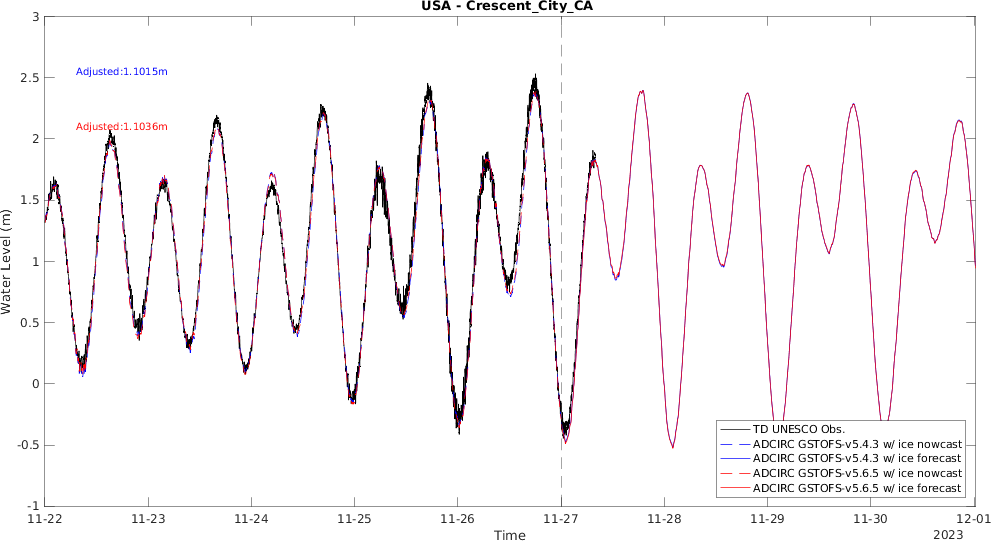 USA - Crescent_City_CA
3
2.5
2
1.5
1
0.5
0
-0.5
-1
Water Level (m)
Adjusted:1.1015m
Adjusted:1.1036m
TD UNESCO Obs.
ADCIRC GSTOFS-v5.4.3 w/ ice nowcast
ADCIRC GSTOFS-v5.4.3 w/ ice forecast
ADCIRC GSTOFS-v5.6.5 w/ ice nowcast
ADCIRC GSTOFS-v5.6.5 w/ ice forecast
11-22 11-23 11-24 11-25 11-26 11-27 11-28 11-29 11-30 12-01
Time
2023